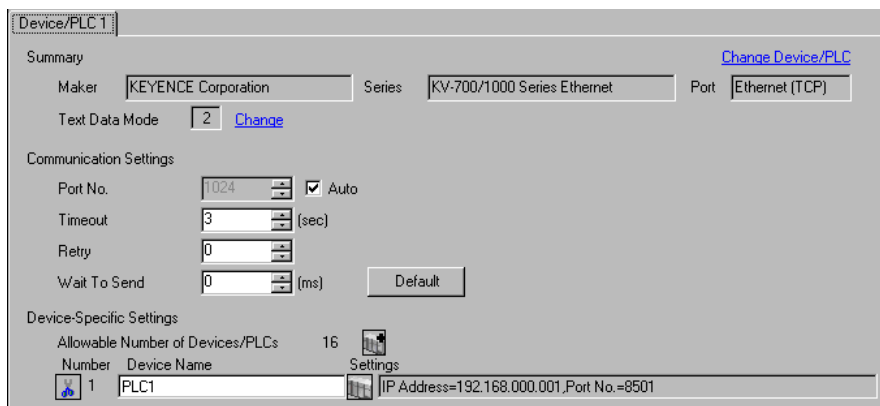 Device/PLC 1
Summary Change Device/PLC
Maker KEYENCE Corporation Series KV-700/1000 Series Ethernet Port Ethernet (TCP)
Text Data Mode 2 Change
Communication Settings
Port No. 1024 Auto
Timeout 3 (sec)
Retry 0
Wait To Send 0 (ms) Default
Device-Specific Settings
Allowable Number of Devices/PLCs 16
Number Device Name Settings
1 PLC1 IP Address=192.168.000.001,Port No.=8501